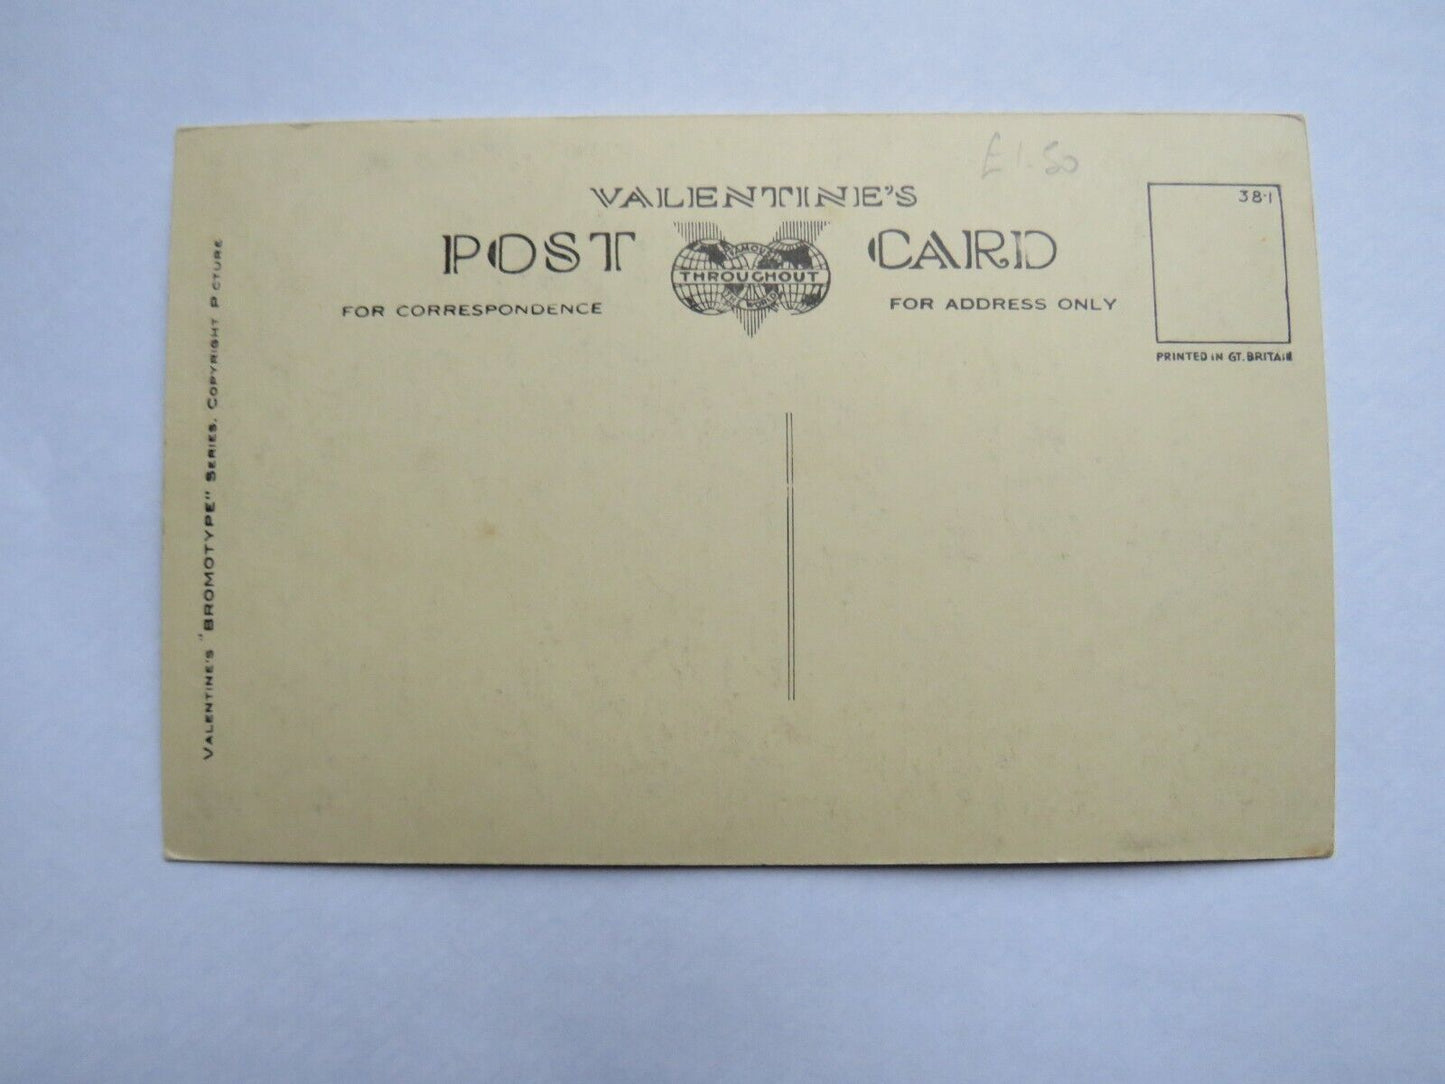 £1.50
VALENTINE'S
POST CARD
FAMOUS
THROUGHOUT
THE WORLD
FOR CORRESPONDENCE
FOR ADDRESS ONLY
38·1
PRINTED IN GT. BRITAIN
VALENTINE'S "BROMOTYPE" SERIES. COPYRIGHT P CTURE